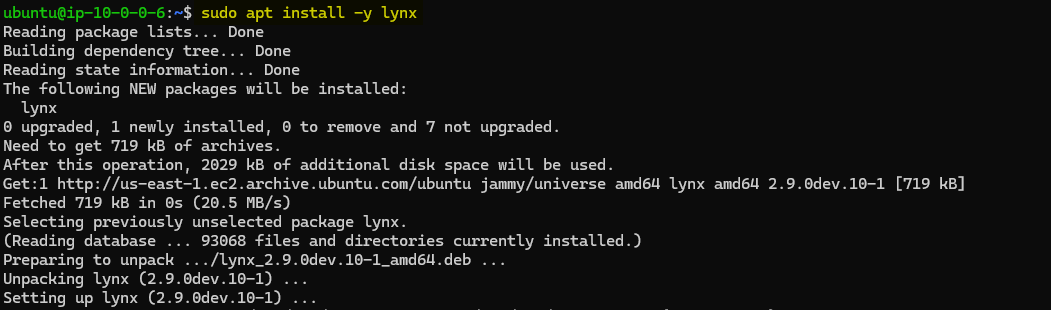 ubuntu@ip-10-0-0-6:~$ sudo apt install -y lynx
Reading package lists... Done
Building dependency tree... Done
Reading state information... Done
The following NEW packages will be installed:
  lynx
0 upgraded, 1 newly installed, 0 to remove and 7 not upgraded.
Need to get 719 kB of archives.
After this operation, 2029 kB of additional disk space will be used.
Get:1 http://us-east-1.ec2.archive.ubuntu.com/ubuntu jammy/universe amd64 lynx amd64 2.9.0dev.10-1 [719 kB]
Fetched 719 kB in 0s (20.5 MB/s)
Selecting previously unselected package lynx.
(Reading database ... 93068 files and directories currently installed.)
Preparing to unpack .../lynx_2.9.0dev.10-1_amd64.deb ...
Unpacking lynx (2.9.0dev.10-1) ...
Setting up lynx (2.9.0dev.10-1) ...